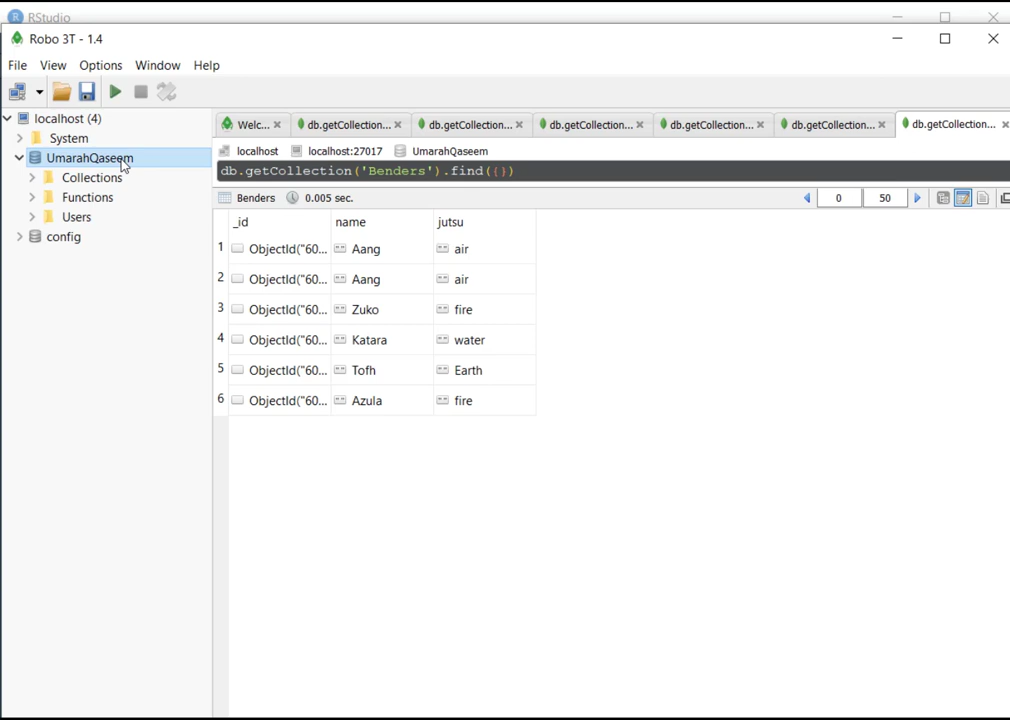 RStudio
Robo 3T - 1.4
File View Options Window Help
localhost (4)
System
UmarahQaseem
Collections
Functions
Users
config
Welc... db.getCollection... db.getCollection... db.getCollection... db.getCollection... db.getCollection... db.getCollection...
localhost localhost:27017 UmarahQaseem
db.getCollection('Benders').find({})
Benders 0.005 sec. 0 50
_id name jutsu
1 ObjectId("60... Aang air
2 ObjectId("60... Aang air
3 ObjectId("60... Zuko fire
4 ObjectId("60... Katara water
5 ObjectId("60... Tofh Earth
6 ObjectId("60... Azula fire